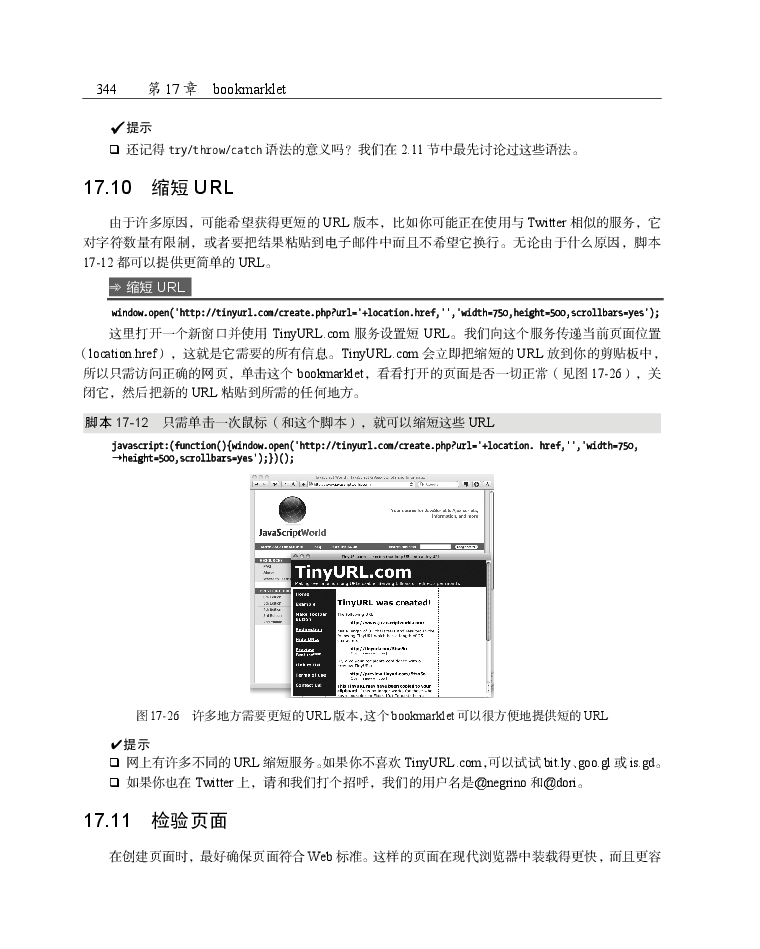 344 第 17 章 bookmarklet
✔提示
❑ 还记得 try/throw/catch 语法的意义吗？我们在 2.11 节中最先讨论过这些语法。
17.10 缩短 URL
由于许多原因，可能希望获得更短的 URL 版本，比如你可能正在使用与 Twitter 相似的服务，它
对字符数量有限制，或者要把结果粘贴到电子邮件中而且不希望它换行。无论由于什么原因，脚本
17-12 都可以提供更简单的 URL。
缩短 URL
window.open('http://tinyurl.com/create.php?url='+location.href,'','width=750,height=500,scrollbars=yes');
这里打开一个新窗口并使用 TinyURL.com 服务设置短 URL。我们向这个服务传递当前页面位置
（location.href），这就是它需要的所有信息。TinyURL.com 会立即把缩短的 URL 放到你的剪贴板中，
所以只需访问正确的网页，单击这个 bookmarklet，看看打开的页面是否一切正常（见图 17-26），关
闭它，然后把新的 URL 粘贴到所需的任何地方。
脚本 17-12 只需单击一次鼠标（和这个脚本），就可以缩短这些 URL
javascript:(function(){window.open('http://tinyurl.com/create.php?url='+location. href,'','width=750,
→height=500,scrollbars=yes');})();
JavaScriptWorld
TinyURL.com
Home
Example
Make Toolbar
Button
Redirection
Hide URLs
Preview
Terms of use
Contact Us!
TinyURL was created!
图 17-26 许多地方需要更短的 URL 版本，这个 bookmarklet 可以很方便地提供短的 URL
✔提示
❑ 网上有许多不同的 URL 缩短服务。如果你不喜欢 TinyURL.com，可以试试 bit.ly、goo.gl 或 is.gd。
❑ 如果你也在 Twitter 上，请和我们打个招呼，我们的用户名是@negrino 和@dori。
17.11 检验页面
在创建页面时，最好确保页面符合 Web 标准。这样的页面在现代浏览器中装载得更快，而且更容